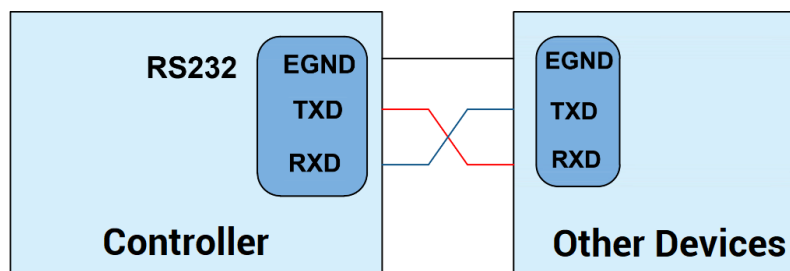 RS232
EGND
TXD
RXD
Controller
EGND
TXD
RXD
Other Devices